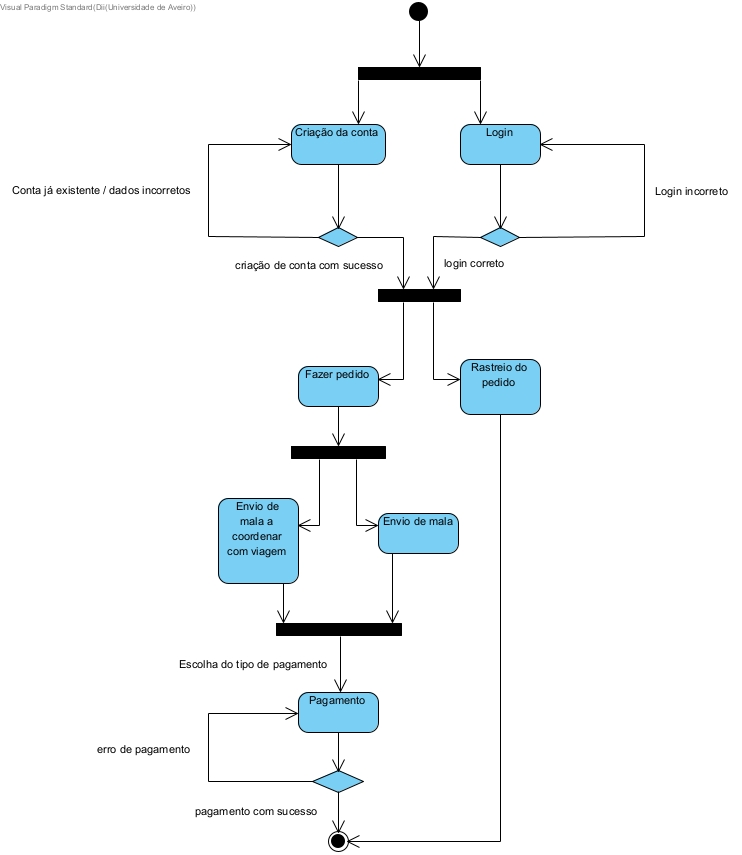 Visual Paradigm Standard(Dii(Universidade de Aveiro))
Criação da conta
Login
Conta já existente / dados incorretos
Login incorreto
criação de conta com sucesso
login correto
Fazer pedido
Rastreio do
pedido
Envio de
mala a
coordenar
com viagem
Envio de mala
Escolha do tipo de pagamento
Pagamento
erro de pagamento
pagamento com sucesso